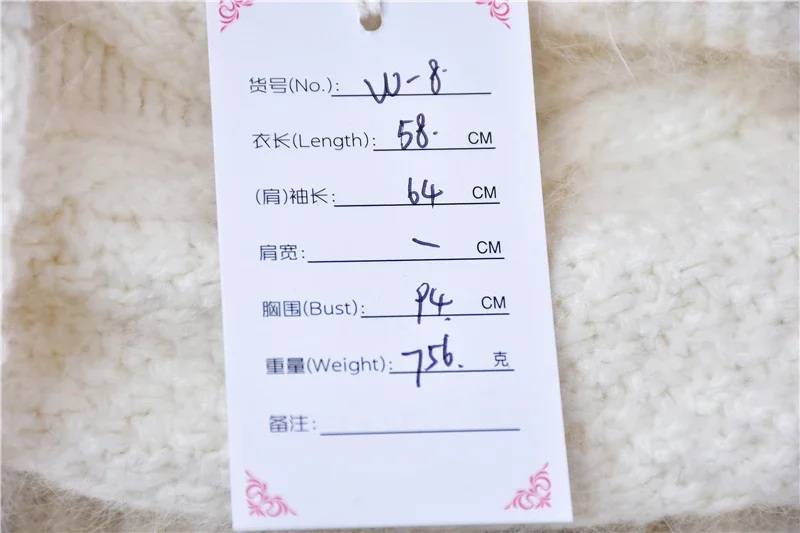 货号(No.): W-8.
衣长(Length): 58. CM
(肩)袖长: 64 CM
肩宽: — CM
胸围(Bust): 94. CM
重量(Weight): 756. 克
备注: